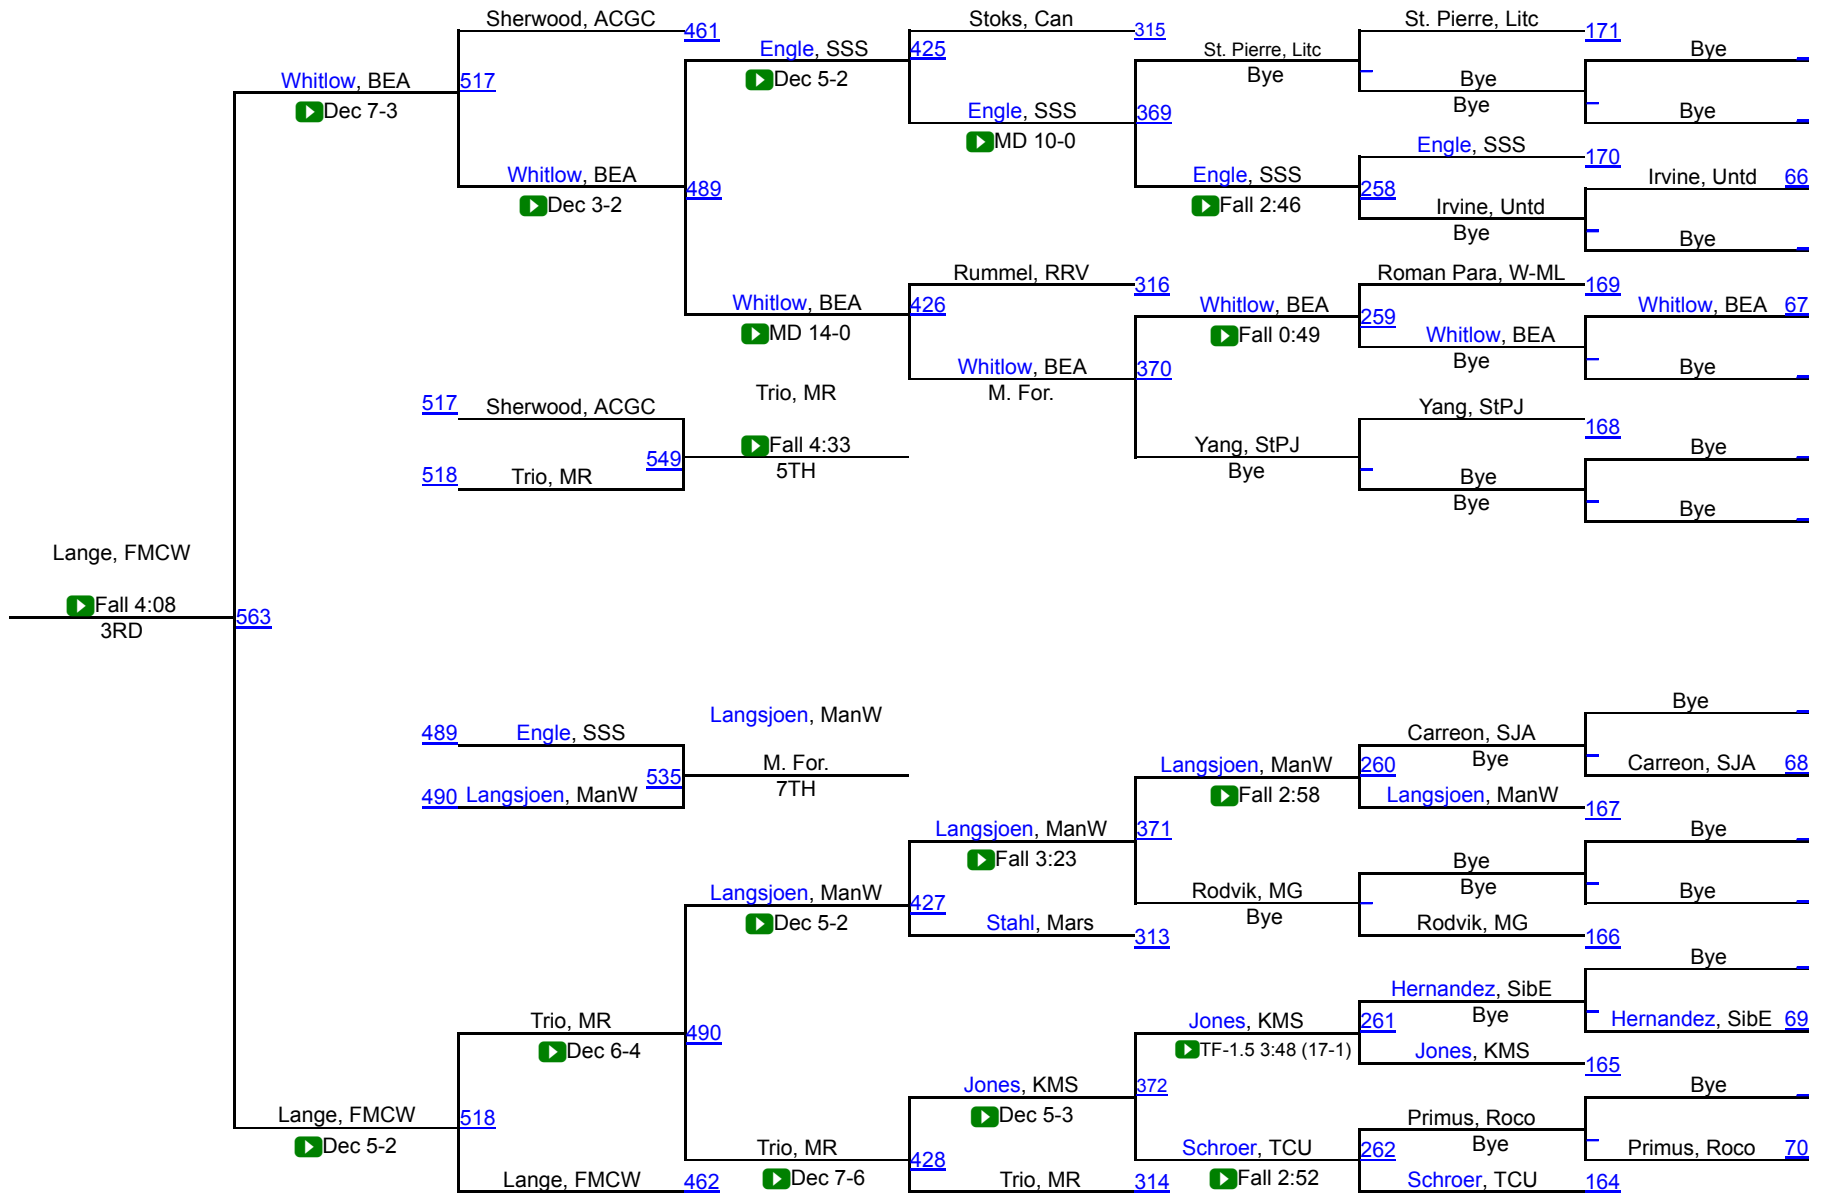 Sherwood, ACGC
461
Stoks, Can
315
St. Pierre, Litc
171
Engle, SSS
425
Dec 5-2
St. Pierre, Litc
Bye
Bye
Whitlow, BEA
517
Dec 7-3
Bye
Bye
Engle, SSS
369
MD 10-0
Bye
Engle, SSS
170
Whitlow, BEA
489
Dec 3-2
Engle, SSS
258
Fall 2:46
Irvine, Untd 66
Irvine, Untd
Bye
Bye
Rummel, RRV
316
Roman Para, W-ML
169
Whitlow, BEA
426
MD 14-0
Whitlow, BEA
259
Fall 0:49
Whitlow, BEA 67
Whitlow, BEA
Bye
Whitlow, BEA
370
M. For.
Bye
Trio, MR
517 Sherwood, ACGC
Yang, StPJ
168
Fall 4:33
549
5TH
518 Trio, MR
Yang, StPJ
Bye
Bye
Bye
Bye
Bye
Lange, FMCW
Fall 4:08
563
3RD
Bye
Langsjoen, ManW
489 Engle, SSS
Carreon, SJA
Bye
M. For.
535
7TH
490 Langsjoen, ManW
Langsjoen, ManW
260
Fall 2:58
Carreon, SJA 68
Langsjoen, ManW
167
Langsjoen, ManW
371
Fall 3:23
Bye
Bye
Bye
Langsjoen, ManW
427
Dec 5-2
Rodvik, MG
Bye
Bye
Stahl, Mars
313
Rodvik, MG
166
Bye
Hernandez, SibE
Bye
Trio, MR
490
Dec 6-4
Jones, KMS
261
TF-1.5 3:48 (17-1)
Hernandez, SibE 69
Jones, KMS
165
Jones, KMS
372
Dec 5-3
Bye
Lange, FMCW
518
Dec 5-2
Primus, Roco
Bye
Trio, MR
428
Dec 7-6
Schroer, TCU
262
Fall 2:52
Primus, Roco 70
Lange, FMCW
462
Trio, MR
314
Schroer, TCU
164